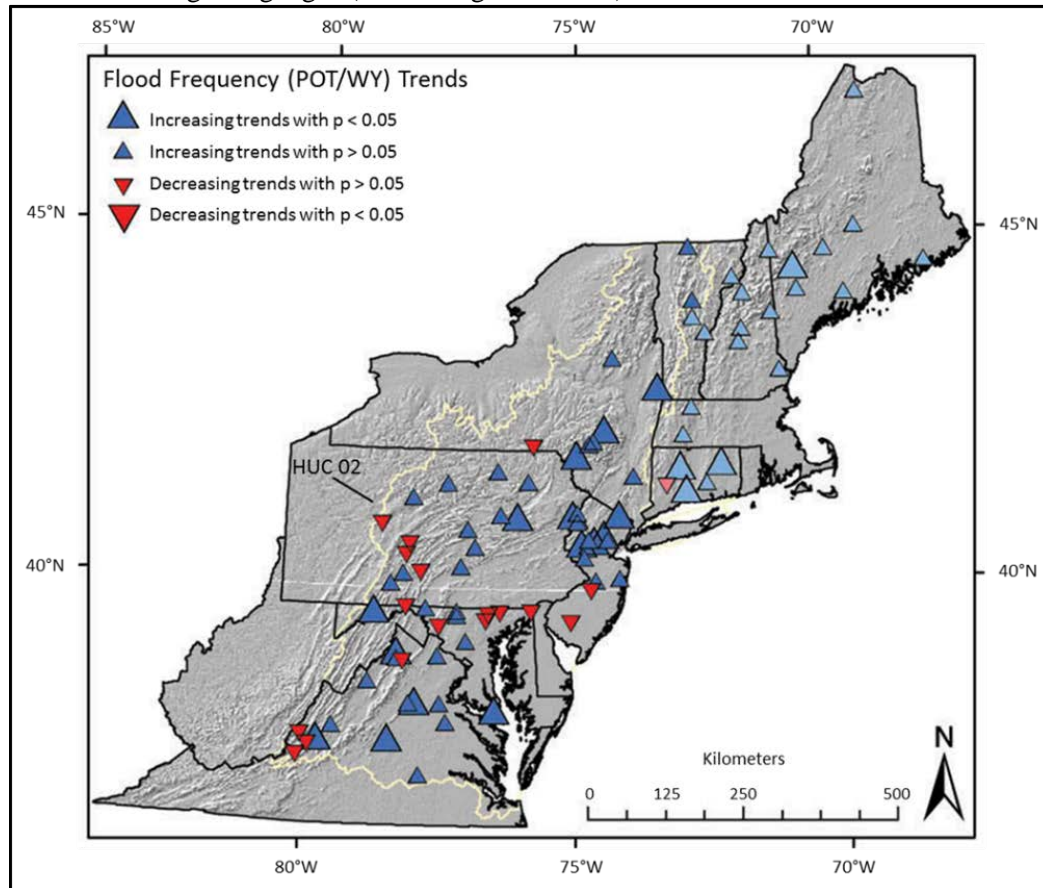 85°W 80°W 75°W 70°W
Flood Frequency (POT/WY) Trends
Increasing trends with p < 0.05
Increasing trends with p > 0.05
Decreasing trends with p > 0.05
Decreasing trends with p < 0.05
45°N 45°N
HUC 02
40°N 40°N
N
Kilometers
0 125 250 500
80°W 75°W 70°W